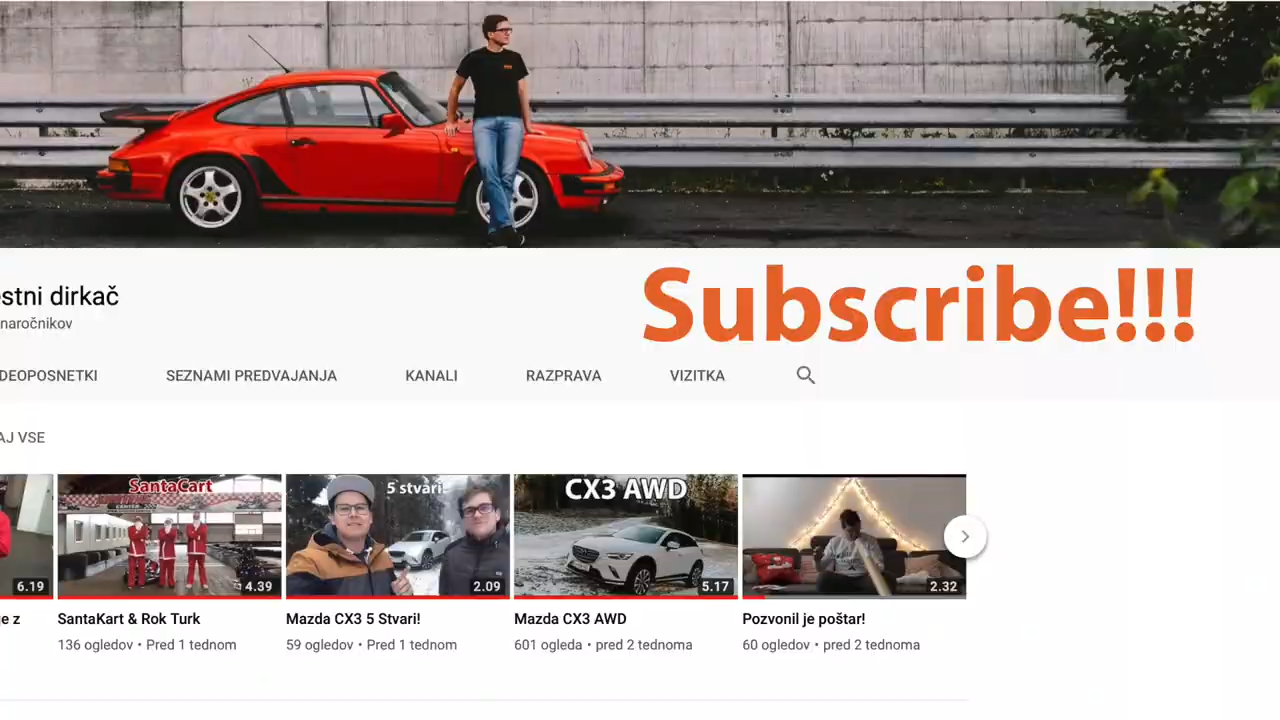 stni dirkač
naročnikov
Subscribe!!!
DEOPOSNETKI SEZNAMI PREDVAJANJA KANALI RAZPRAVA VIZITKA
AJ VSE
SantaCart
5 stvari!
CX3 AWD
6.19 4.39 2.09 5.17 2.32
e z SantaKart & Rok Turk Mazda CX3 5 Stvari! Mazda CX3 AWD Pozvonil je poštar!
136 ogledov • Pred 1 tednom 59 ogledov • Pred 1 tednom 601 ogleda • pred 2 tednoma 60 ogledov • pred 2 tednoma